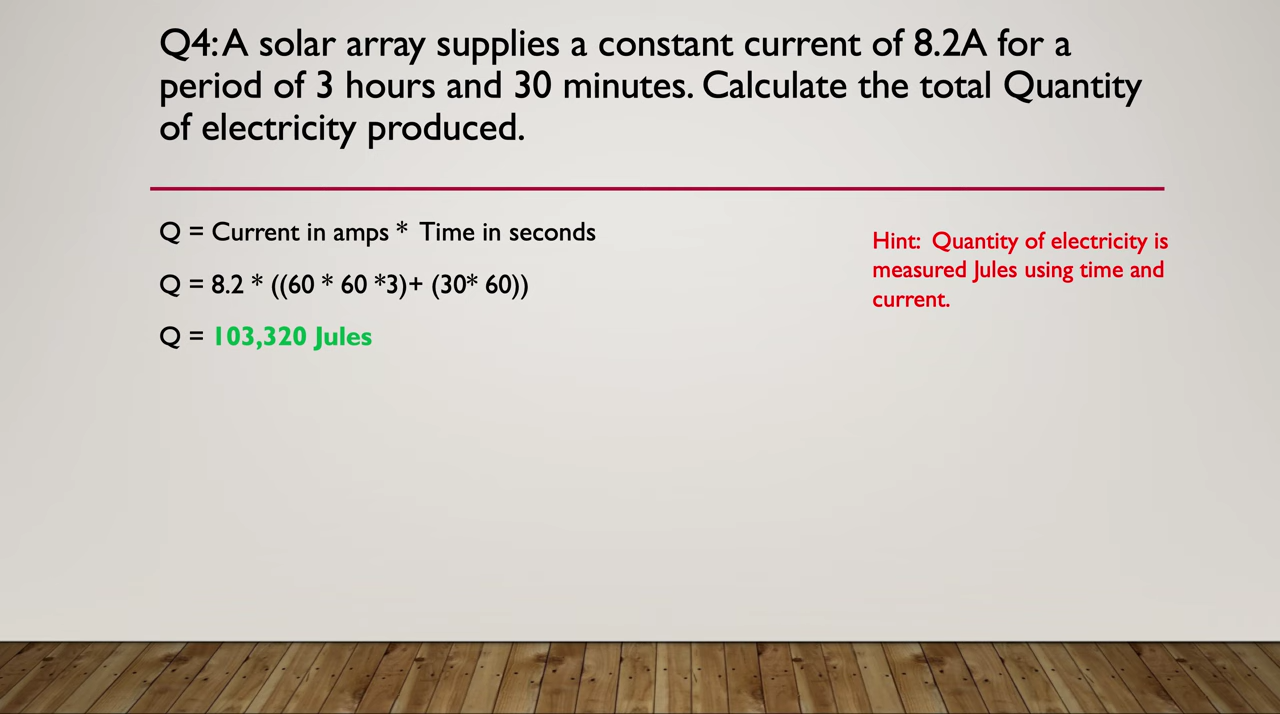 Q4: A solar array supplies a constant current of 8.2A for a
period of 3 hours and 30 minutes. Calculate the total Quantity
of electricity produced.
Q = Current in amps * Time in seconds
Q = 8.2 * ((60 * 60 *3)+ (30* 60))
Q = 103,320 Jules
Hint: Quantity of electricity is
measured Jules using time and
current.